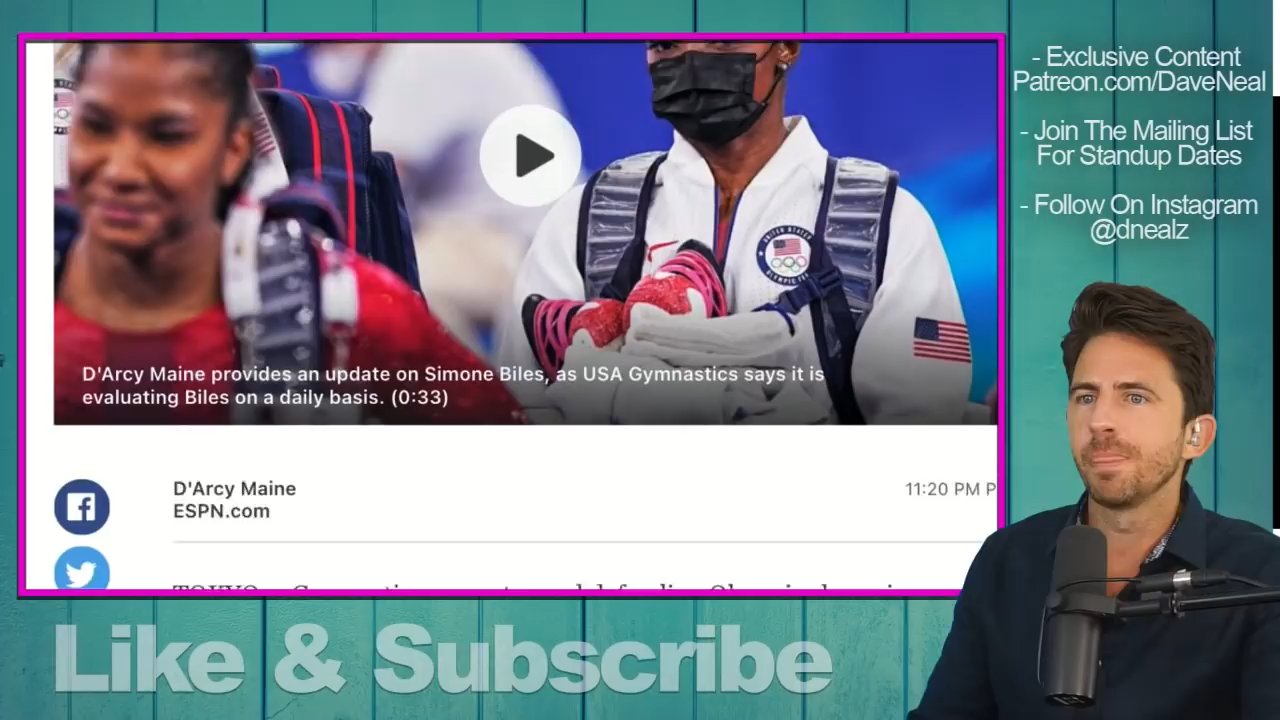 - Exclusive Content
Patreon.com/DaveNeal
- Join The Mailing List
For Standup Dates
- Follow On Instagram
@dnealz
D'Arcy Maine provides an update on Simone Biles, as USA Gymnastics says it is
evaluating Biles on a daily basis. (0:33)
D'Arcy Maine
11:20 PM P
ESPN.com
Like & Subscribe